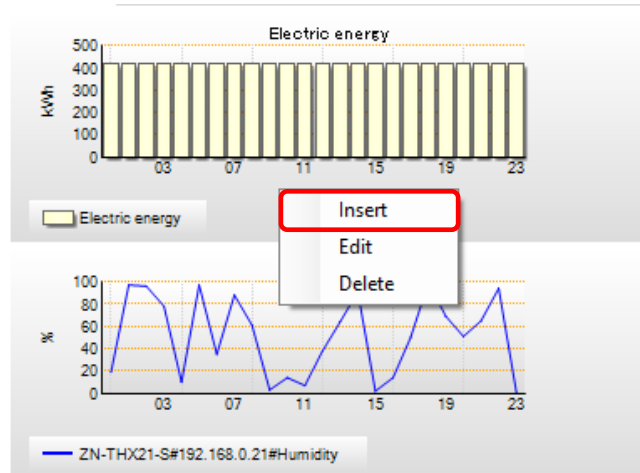 Electric energy
500
400
300
200
100
0
kWh
03 07 11 15 19 23
Electric energy
Insert
Edit
Delete
100
80
60
40
20
0
%
03 07 11 15 19 23
ZN-THX21-S#192.168.0.21#Humidity